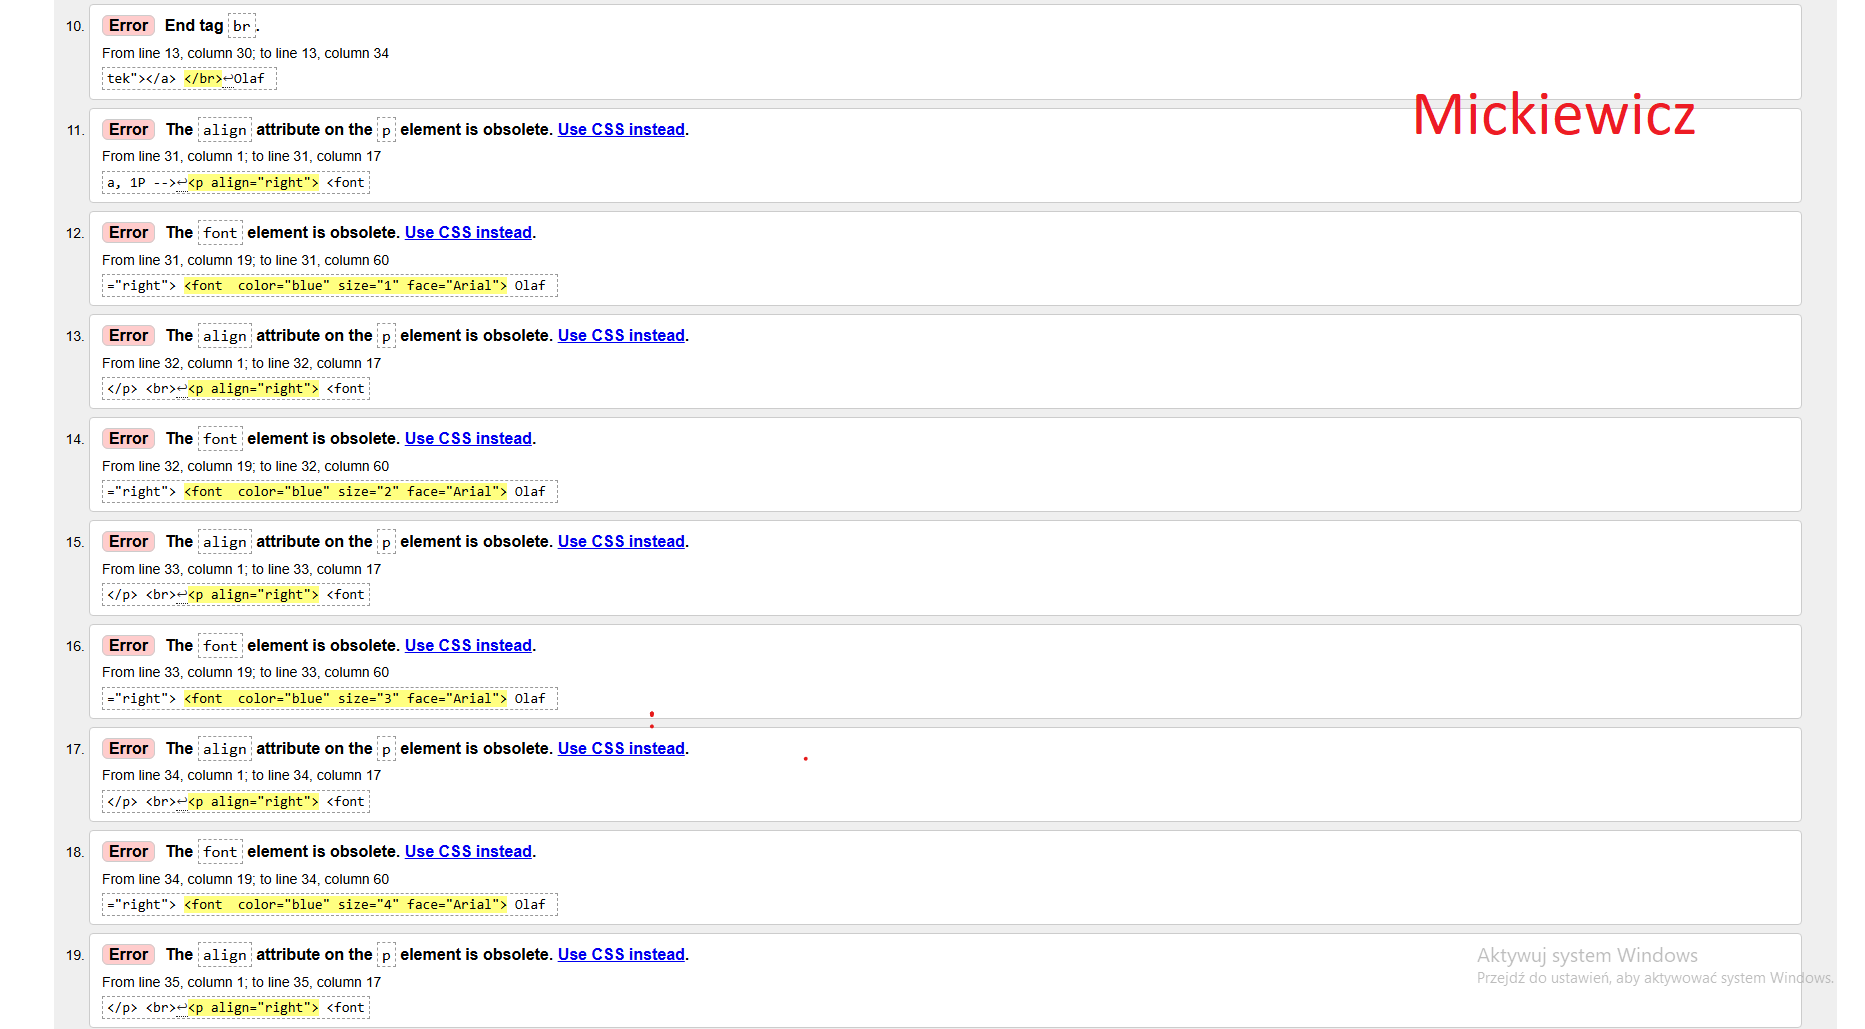 10. Error End tag br.
From line 13, column 30; to line 13, column 34
tek"></a> </br>↩Olaf
Mickiewicz
11. Error The align attribute on the p element is obsolete. Use CSS instead.
From line 31, column 1; to line 31, column 17
a, 1P -->↩<p align="right"> <font
12. Error The font element is obsolete. Use CSS instead.
From line 31, column 19; to line 31, column 60
="right"> <font  color="blue" size="1" face="Arial"> Olaf
13. Error The align attribute on the p element is obsolete. Use CSS instead.
From line 32, column 1; to line 32, column 17
</p> <br>↩<p align="right"> <font
14. Error The font element is obsolete. Use CSS instead.
From line 32, column 19; to line 32, column 60
="right"> <font  color="blue" size="2" face="Arial"> Olaf
15. Error The align attribute on the p element is obsolete. Use CSS instead.
From line 33, column 1; to line 33, column 17
</p> <br>↩<p align="right"> <font
16. Error The font element is obsolete. Use CSS instead.
From line 33, column 19; to line 33, column 60
="right"> <font  color="blue" size="3" face="Arial"> Olaf
17. Error The align attribute on the p element is obsolete. Use CSS instead.
From line 34, column 1; to line 34, column 17
</p> <br>↩<p align="right"> <font
18. Error The font element is obsolete. Use CSS instead.
From line 34, column 19; to line 34, column 60
="right"> <font  color="blue" size="4" face="Arial"> Olaf
19. Error The align attribute on the p element is obsolete. Use CSS instead.
From line 35, column 1; to line 35, column 17
</p> <br>↩<p align="right"> <font
Aktywuj system Windows
Przejdź do ustawień, aby aktywować system Windows.